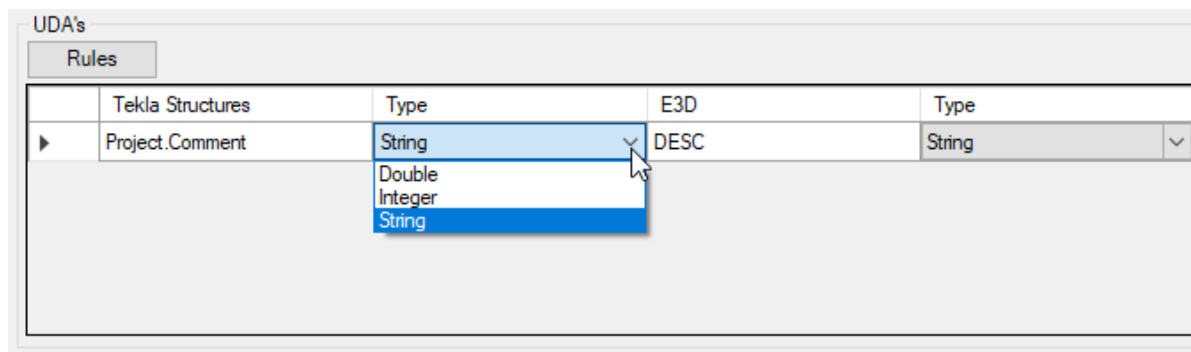 UDA's
Rules
Tekla Structures Type E3D Type
Project.Comment String DESC String
Double
Integer
String